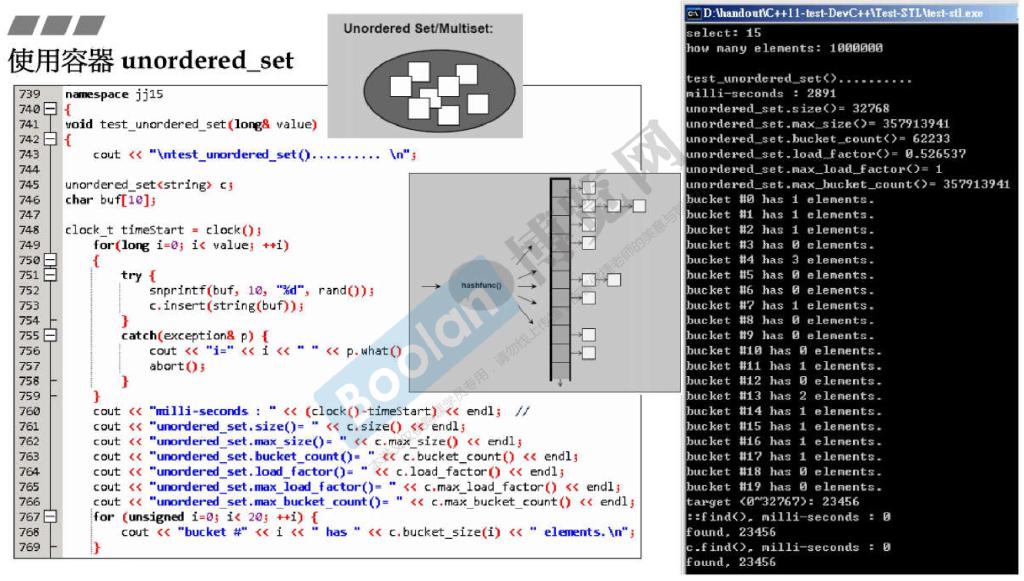 使用容器 unordered_set
Unordered Set/Multiset:
739 namespace jj15
740 {
741 void test_unordered_set(long& value)
742 {
743 cout << "\ntest_unordered_set().......... \n";
744
745 unordered_set<string> c;
746 char buf[10];
747
748 clock_t timeStart = clock();
749 for(long i=0; i< value; ++i)
750 {
751 try {
752 snprintf(buf, 10, "%d", rand());
753 c.insert(string(buf));
754 }
755 catch(exception& p) {
756 cout << "i=" << i << " " << p.what()
757 abort();
758 }
759 }
760 cout << "milli-seconds : " << (clock()-timeStart) << endl; //
761 cout << "unordered_set.size()= " << c.size() << endl;
762 cout << "unordered_set.max_size()= " << c.max_size() << endl;
763 cout << "unordered_set.bucket_count()= " << c.bucket_count() << endl;
764 cout << "unordered_set.load_factor()= " << c.load_factor() << endl;
765 cout << "unordered_set.max_load_factor()= " << c.max_load_factor() << endl;
766 cout << "unordered_set.max_bucket_count()= " << c.max_bucket_count() << endl;
767 for (unsigned i=0; i< 20; ++i) {
768 cout << "bucket #" << i << " has " << c.bucket_size(i) << " elements.\n";
769 }
hashfunc()
Boolan
博览网
D:\handout\C++11-test-DevC++\Test-STL\test-stl.exe
select: 15
how many elements: 1000000
test_unordered_set()..........
milli-seconds : 2891
unordered_set.size()= 32768
unordered_set.max_size()= 357913941
unordered_set.bucket_count()= 62233
unordered_set.load_factor()= 0.526537
unordered_set.max_load_factor()= 1
unordered_set.max_bucket_count()= 357913941
bucket #0 has 1 elements.
bucket #1 has 1 elements.
bucket #2 has 1 elements.
bucket #3 has 0 elements.
bucket #4 has 3 elements.
bucket #5 has 0 elements.
bucket #6 has 0 elements.
bucket #7 has 1 elements.
bucket #8 has 0 elements.
bucket #9 has 0 elements.
bucket #10 has 0 elements.
bucket #11 has 1 elements.
bucket #12 has 0 elements.
bucket #13 has 2 elements.
bucket #14 has 1 elements.
bucket #15 has 1 elements.
bucket #16 has 1 elements.
bucket #17 has 1 elements.
bucket #18 has 0 elements.
bucket #19 has 0 elements.
target (0~32767): 23456
::find(), milli-seconds : 0
found, 23456
c.find(), milli-seconds : 0
found, 23456